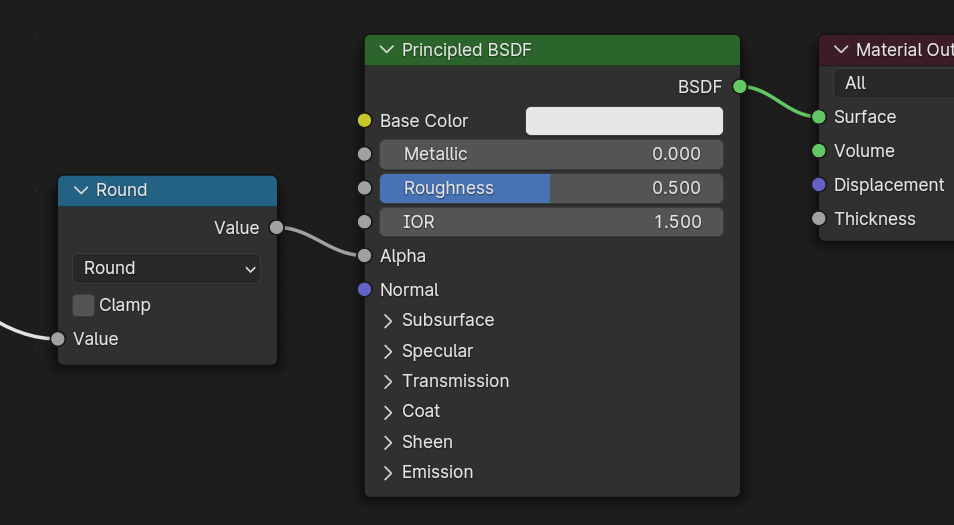 Round
Value
Round
Clamp
Value
Principled BSDF
BSDF
Base Color
Metallic 0.000
Roughness 0.500
IOR 1.500
Alpha
Normal
Subsurface
Specular
Transmission
Coat
Sheen
Emission
Material Out
All
Surface
Volume
Displacement
Thickness